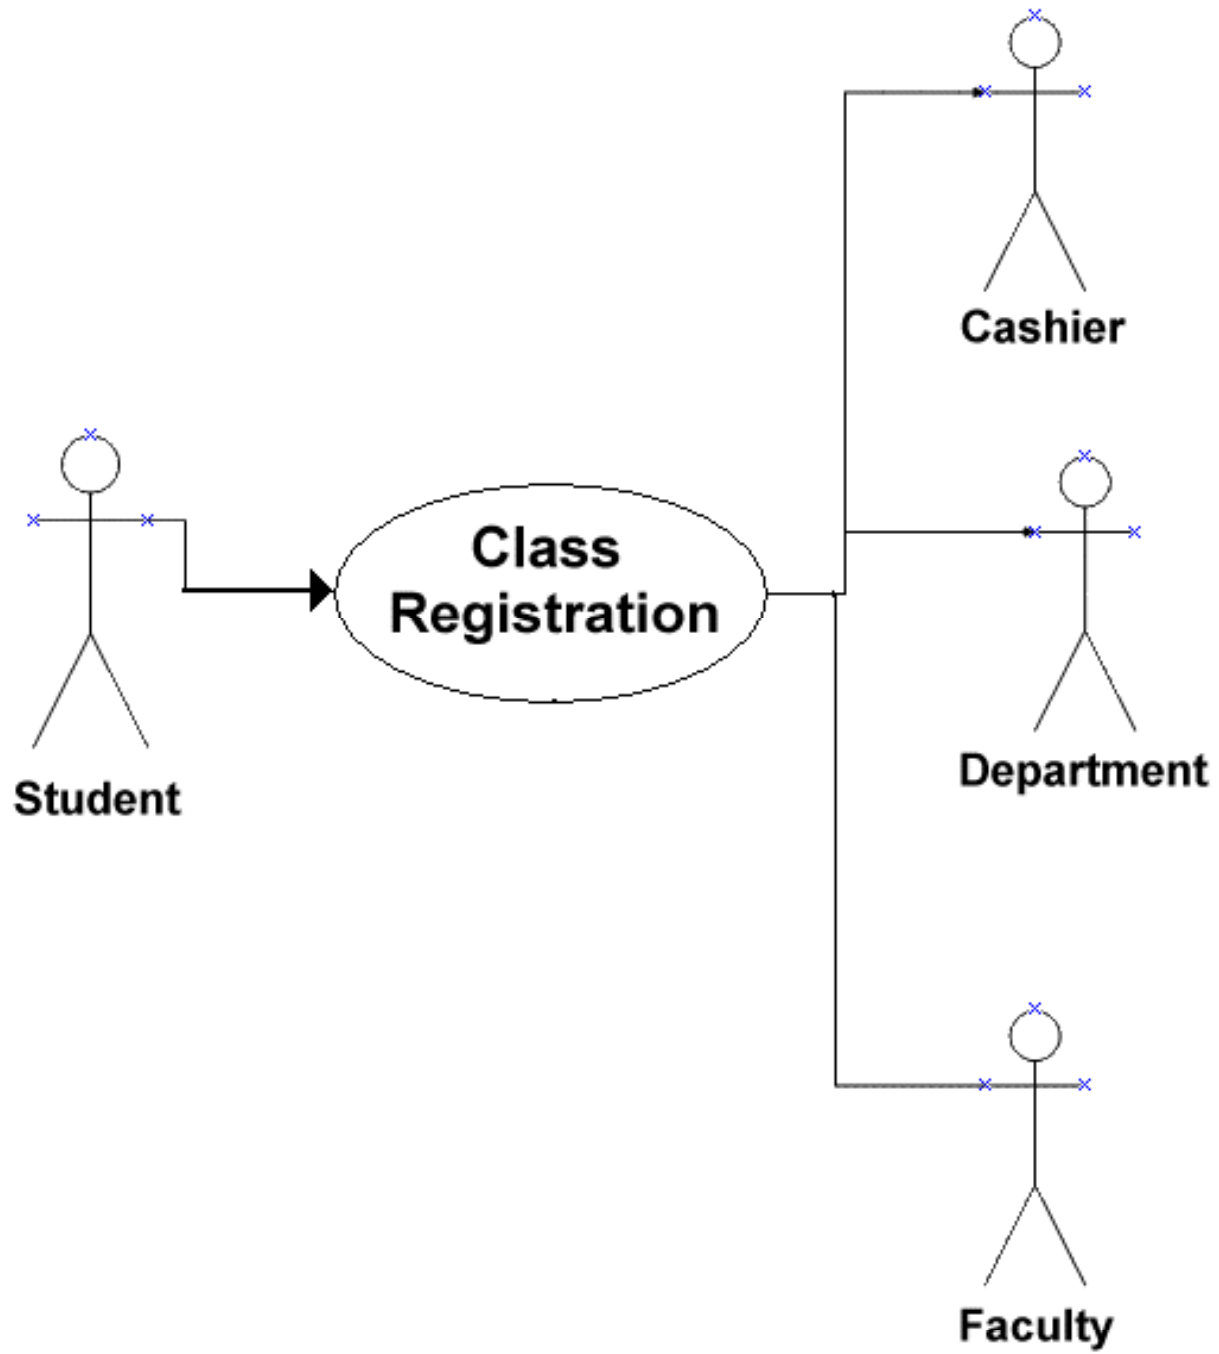 Cashier
Class
Registration
Department
Student
Faculty